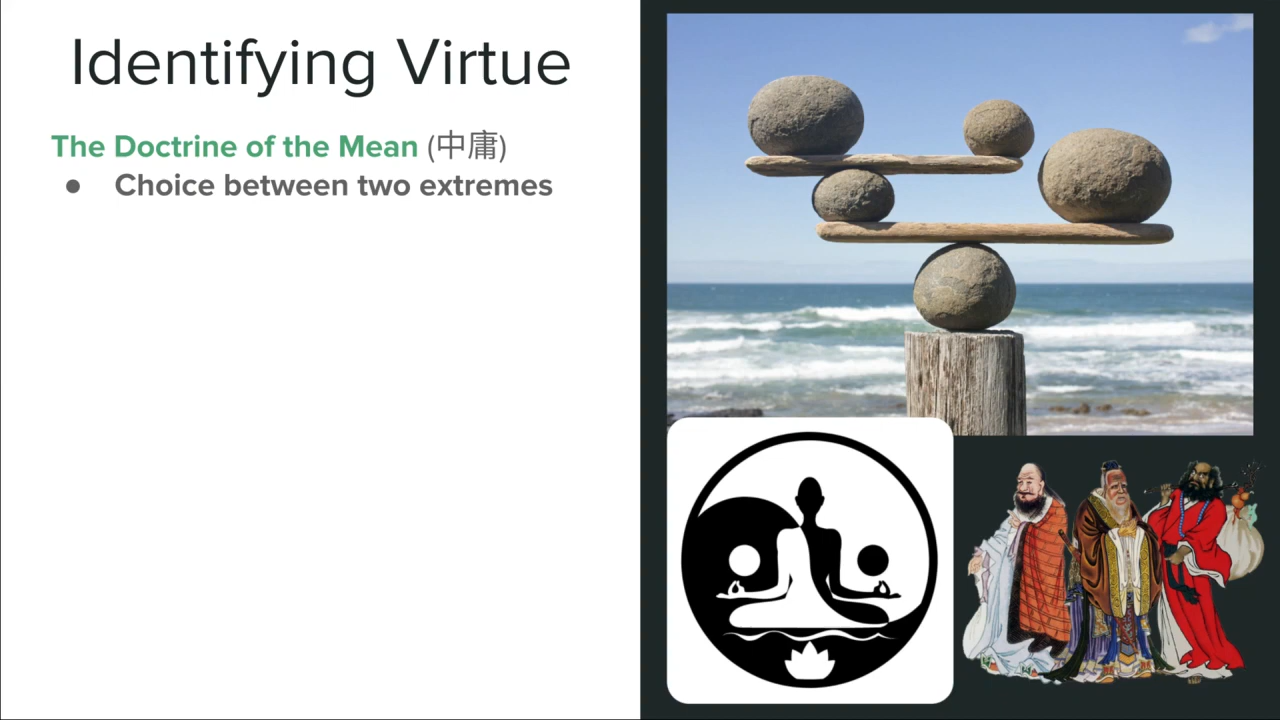 Identifying Virtue
The Doctrine of the Mean (中庸)
● Choice between two extremes